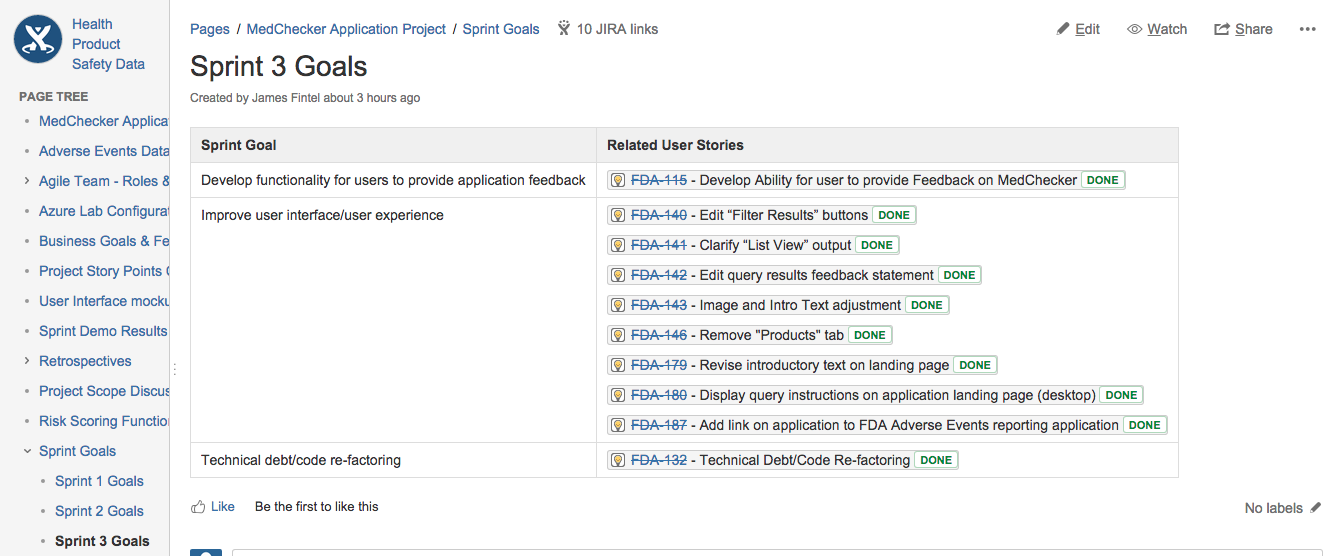 Health
Product
Safety Data
PAGE TREE
MedChecker Applica
Adverse Events Data
Agile Team - Roles &
Azure Lab Configurat
Business Goals & Fe
Project Story Points
User Interface mocku
Sprint Demo Results
Retrospectives
Project Scope Discus
Risk Scoring Function
Sprint Goals
Sprint 1 Goals
Sprint 2 Goals
Sprint 3 Goals
Pages / MedChecker Application Project / Sprint Goals 10 JIRA links
Edit Watch Share •••
Sprint 3 Goals
Created by James Fintel about 3 hours ago
Sprint Goal Related User Stories
Develop functionality for users to provide application feedback FDA-115 - Develop Ability for user to provide Feedback on MedChecker DONE
Improve user interface/user experience FDA-140 - Edit “Filter Results” buttons DONE
FDA-141 - Clarify “List View” output DONE
FDA-142 - Edit query results feedback statement DONE
FDA-143 - Image and Intro Text adjustment DONE
FDA-146 - Remove "Products" tab DONE
FDA-179 - Revise introductory text on landing page DONE
FDA-180 - Display query instructions on application landing page (desktop) DONE
FDA-187 - Add link on application to FDA Adverse Events reporting application DONE
Technical debt/code re-factoring FDA-132 - Technical Debt/Code Re-factoring DONE
Like Be the first to like this
No labels